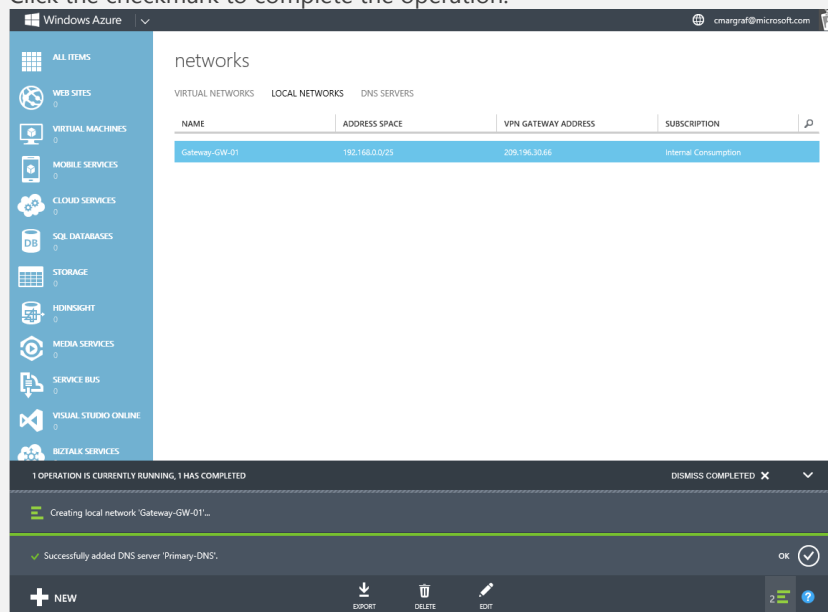 Click the checkmark to complete the operation.
Windows Azure
cmargraf@microsoft.com
ALL ITEMS
WEB SITES
0
VIRTUAL MACHINES
0
MOBILE SERVICES
0
CLOUD SERVICES
0
SQL DATABASES
0
DB
STORAGE
0
HDINSIGHT
0
MEDIA SERVICES
0
SERVICE BUS
0
VISUAL STUDIO ONLINE
0
BIZTALK SERVICES
networks
VIRTUAL NETWORKS LOCAL NETWORKS DNS SERVERS
NAME ADDRESS SPACE VPN GATEWAY ADDRESS SUBSCRIPTION
Gateway-GW-01 192.168.0.0/25 209.196.30.66 Internal Consumption
1 OPERATION IS CURRENTLY RUNNING, 1 HAS COMPLETED DISMISS COMPLETED
Creating local network 'Gateway-GW-01'...
Successfully added DNS server 'Primary-DNS'. OK
NEW EXPORT DELETE EDIT 2 ?